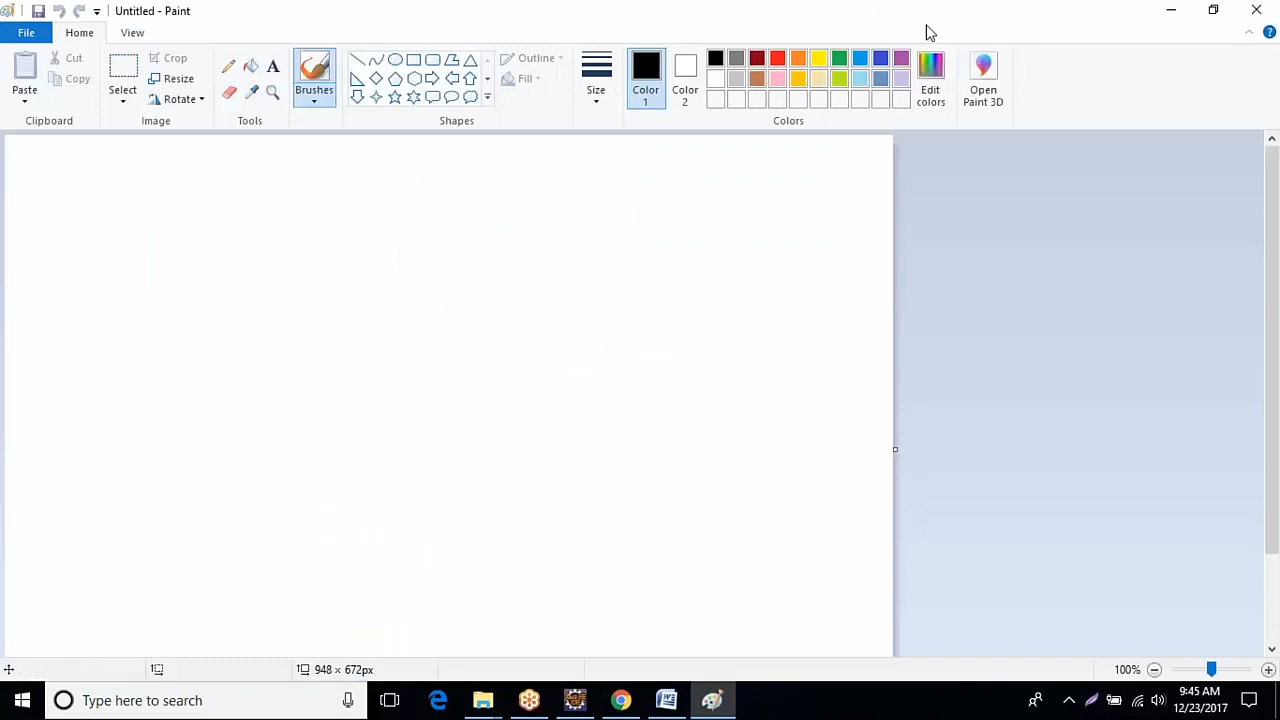 Untitled - Paint
File Home View
Paste
Cut
Copy
Clipboard
Select
Crop
Resize
Rotate
Image
A
Tools
Brushes
Shapes
Outline
Fill
Size
Color 1
Color 2
Colors
Edit colors
Open Paint 3D
948 × 672px
100%
Type here to search
9:45 AM
12/23/2017